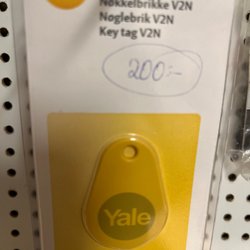 Nøkkelbrikke V2N
Nøglebrik V2N
Key tag V2N
200:-
Yale